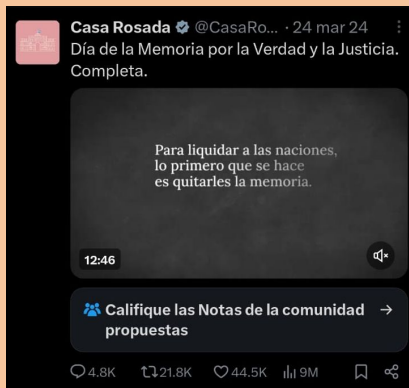 Casa Rosada @CasaRo... · 24 mar 24
Día de la Memoria por la Verdad y la Justicia.
Completa.
Para liquidar a las naciones,
lo primero que se hace
es quitarles la memoria.
12:46
Califique las Notas de la comunidad
propuestas
4.8K 21.8K 44.5K 9M